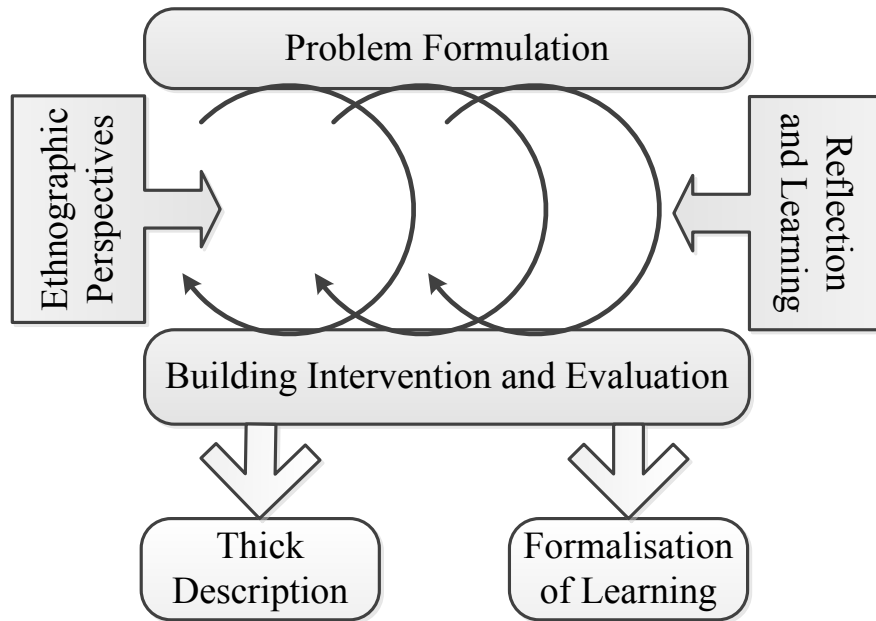 Problem Formulation
Ethnographic
Perspectives
Reflection
and Learning
Building Intervention and Evaluation
Thick
Description
Formalisation
of Learning